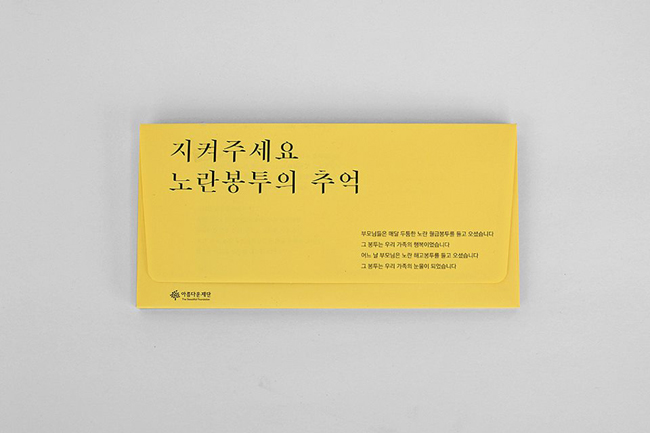 지켜주세요
노란봉투의 추억
부모님들은 매달 두툼한 노란 월급봉투를 들고 오셨습니다
그 봉투는 우리 가족의 행복이었습니다
어느 날 부모님은 노란 해고봉투를 들고 오셨습니다
그 봉투는 우리 가족의 눈물이 되었습니다
아름다운재단
The Beautiful Foundation